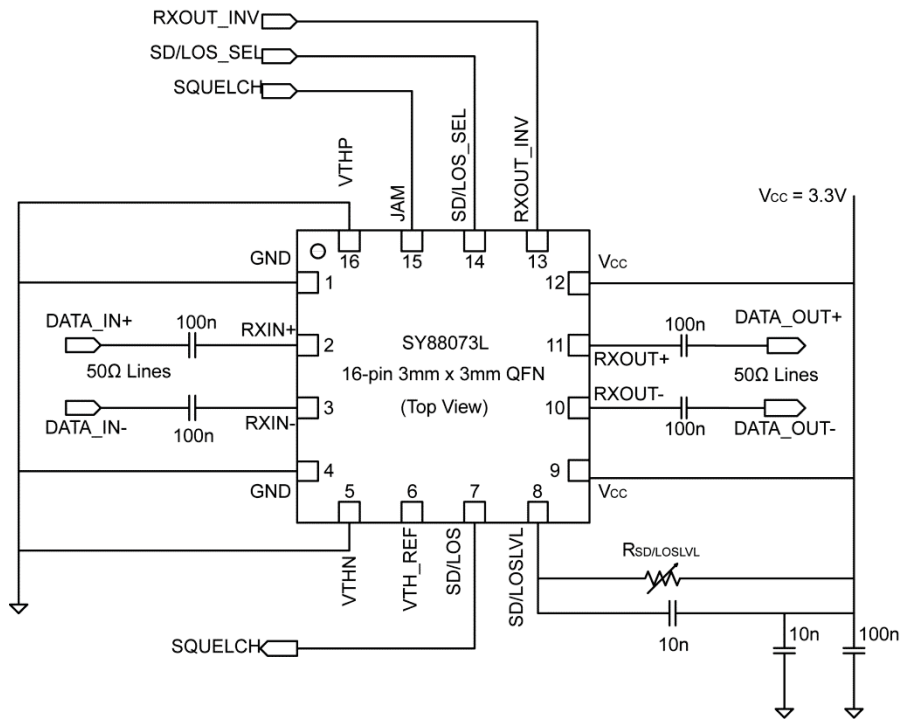 RXOUT_INV
SD/LOS_SEL
SQUELCH
VTHP
JAM
SD/LOS_SEL
RXOUT_INV
VCC = 3.3V
GND
16
15
14
13
VCC
1
12
DATA_IN+
100n
RXIN+
2
SY88073L
11
100n
DATA_OUT+
50Ω Lines
16-pin 3mm x 3mm QFN
RXOUT+
50Ω Lines
(Top View)
RXOUT-
3
10
DATA_IN-
100n
RXIN-
100n
DATA_OUT-
4
9
GND
5
6
7
8
VCC
VTHN
VTH_REF
SD/LOS
SD/LOSLVL
RSD/LOSLVL
10n
10n
100n
SQUELCH